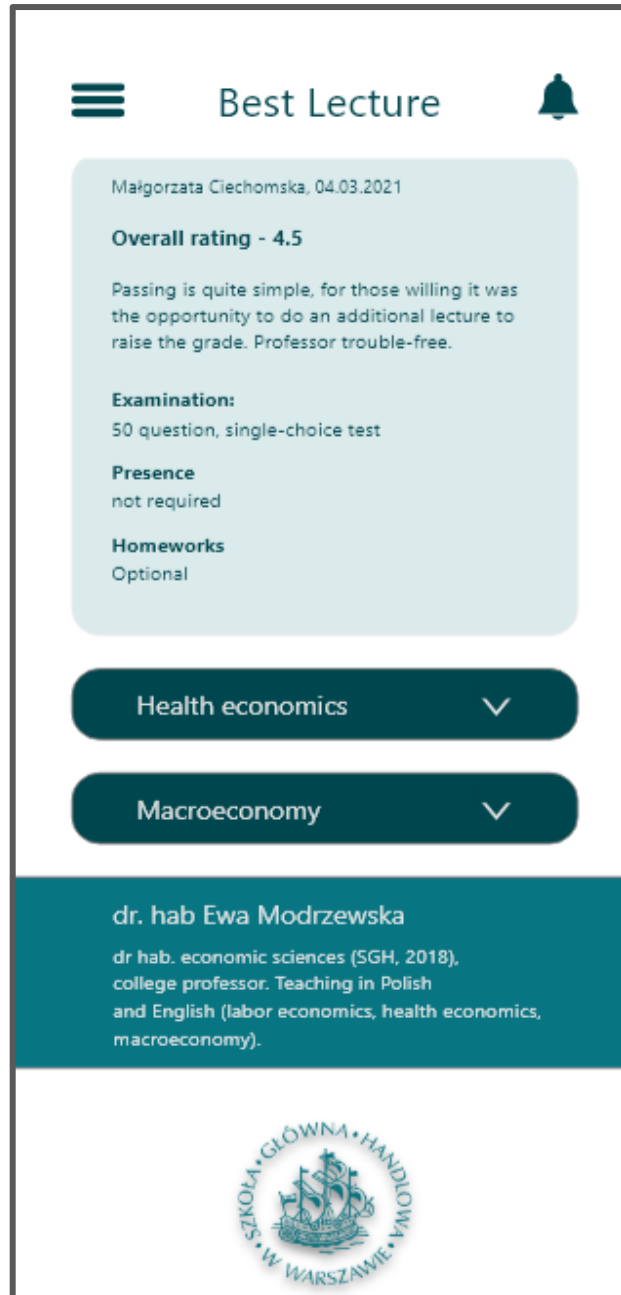 Best Lecture
Małgorzata Ciechomska, 04.03.2021
Overall rating - 4.5
Passing is quite simple, for those willing it was
the opportunity to do an additional lecture to
raise the grade. Professor trouble-free.
Examination:
50 question, single-choice test
Presence
not required
Homeworks
Optional
Health economics
Macroeconomy
dr. hab Ewa Modrzewska
dr hab. economic sciences (SGH, 2018),
college professor. Teaching in Polish
and English (labor economics, health economics,
macroeconomy).
SZKOŁA • GŁÓWNA • HANDLOWA • W WARSZAWIE •